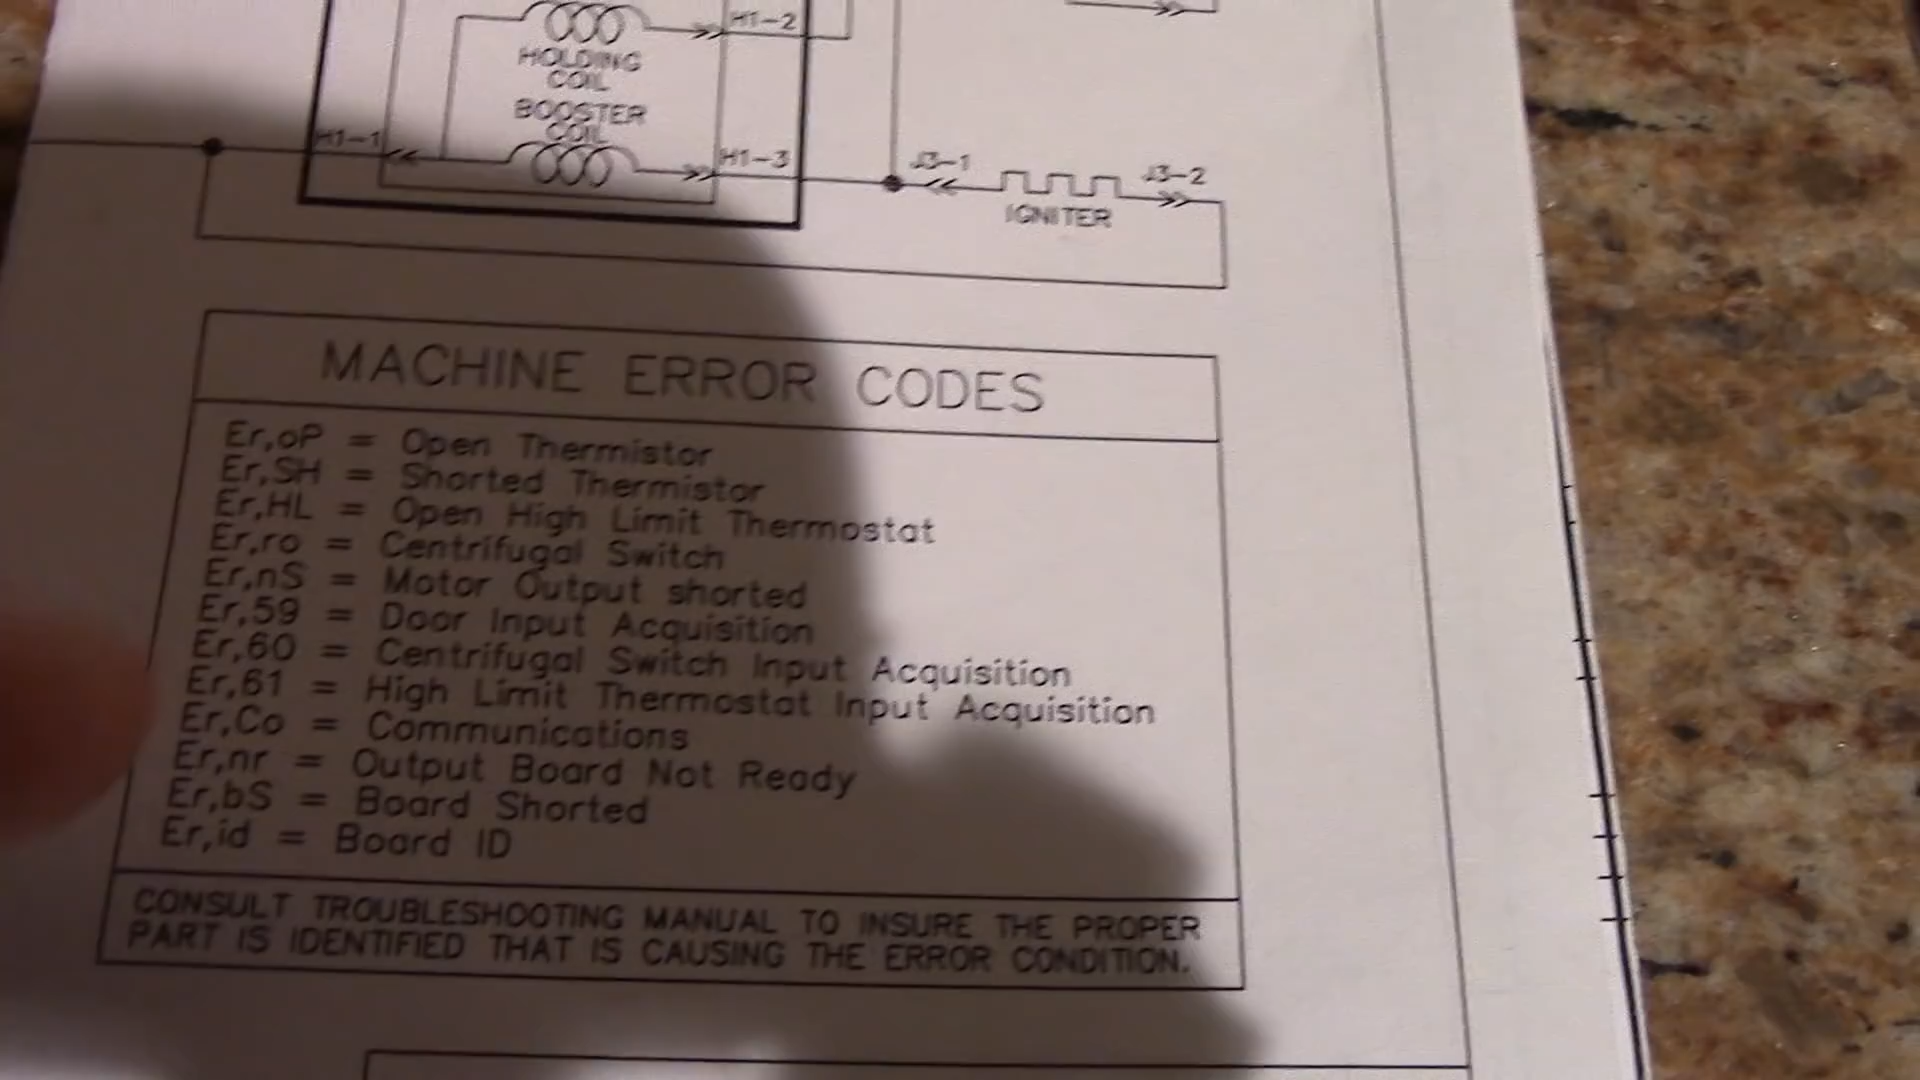 H1-2
HOLDING
COIL
BOOSTER
COIL
H1-1
H1-3
J3-1
J3-2
IGNITER
MACHINE ERROR CODES
Er,oP = Open Thermistor
Er,SH = Shorted Thermistor
Er,HL = Open High Limit Thermostat
Er,ro = Centrifugal Switch
Er,nS = Motor Output shorted
Er,59 = Door Input Acquisition
Er,60 = Centrifugal Switch Input Acquisition
Er,61 = High Limit Thermostat Input Acquisition
Er,Co = Communications
Er,nr = Output Board Not Ready
Er,bS = Board Shorted
Er,id = Board ID
CONSULT TROUBLESHOOTING MANUAL TO INSURE THE PROPER
PART IS IDENTIFIED THAT IS CAUSING THE ERROR CONDITION.